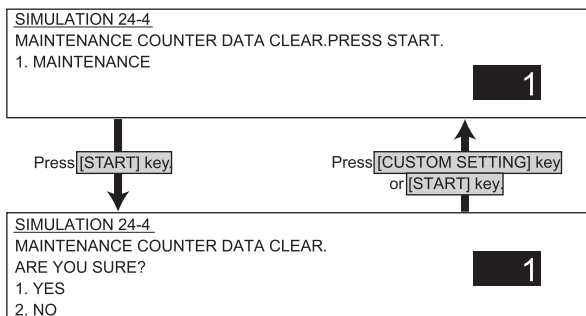 SIMULATION 24-4
MAINTENANCE COUNTER DATA CLEAR.PRESS START.
1. MAINTENANCE
1
Press [START] key.
Press [CUSTOM SETTING] key
or [START] key.
SIMULATION 24-4
MAINTENANCE COUNTER DATA CLEAR.
ARE YOU SURE?
1
1. YES
2. NO